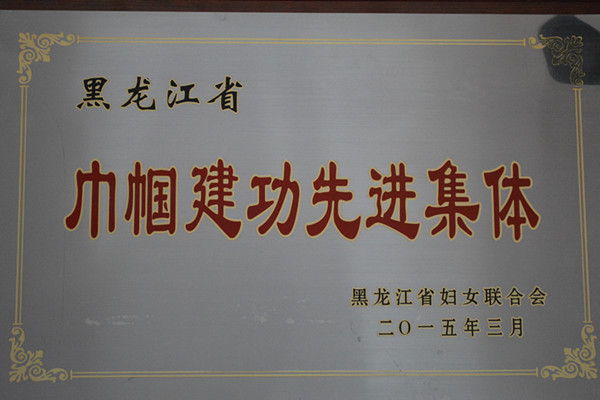 黑龙江省
巾帼建功先进集体
黑龙江省妇女联合会
二〇一五年三月